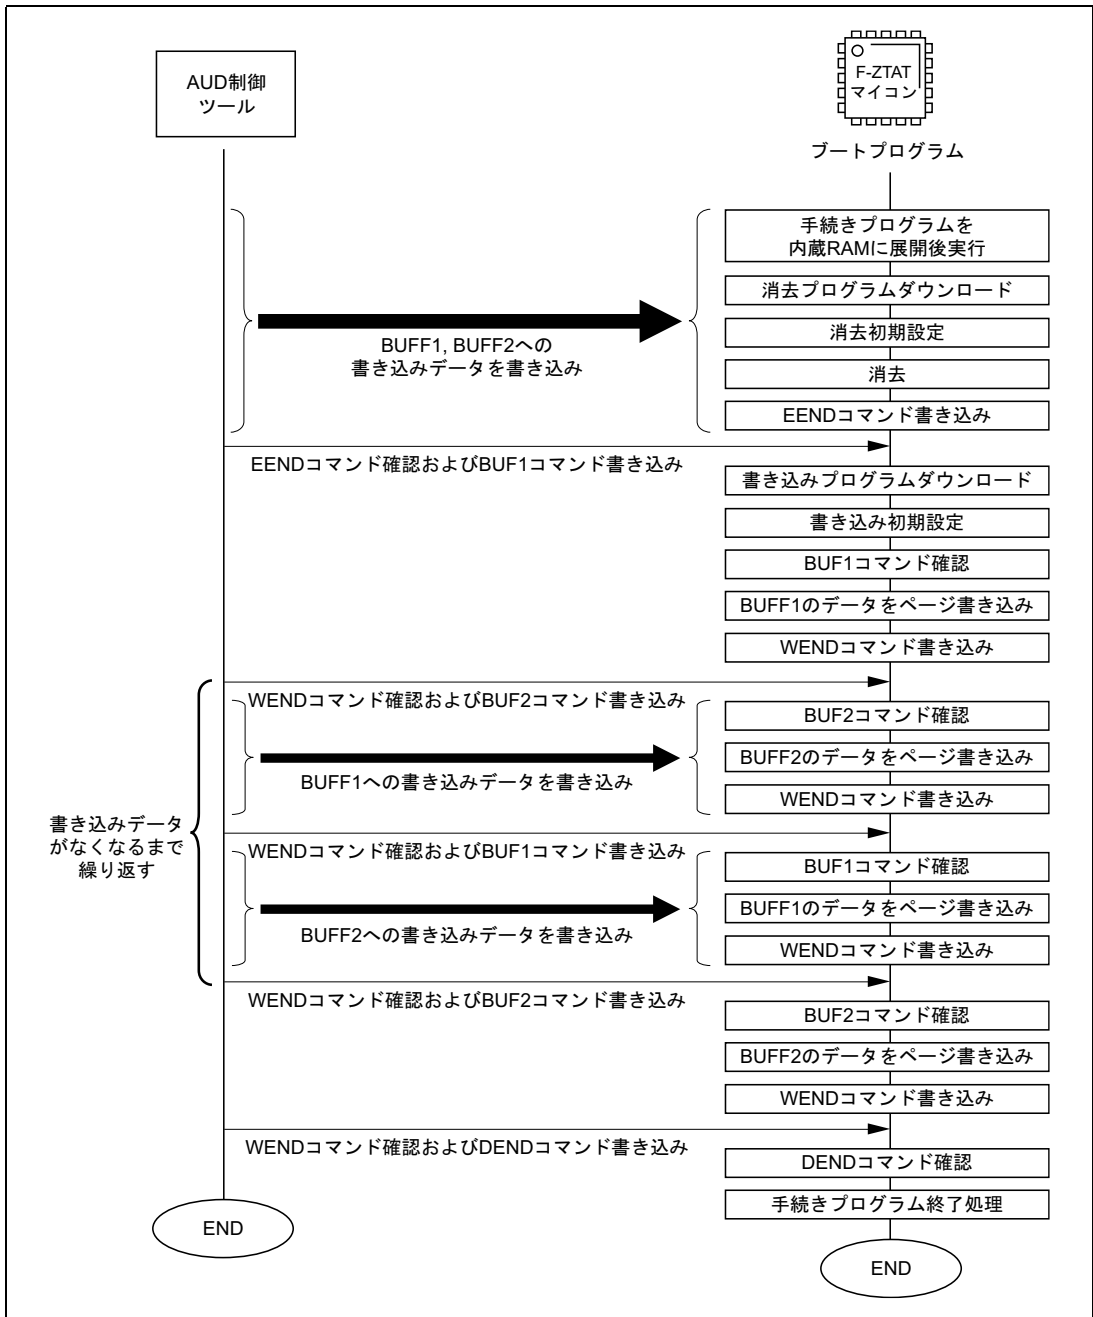 AUD制御
ツール
F-ZTAT
マイコン
ブートプログラム
手続きプログラムを
内蔵RAMに展開後実行
消去プログラムダウンロード
消去初期設定
BUFF1, BUFF2への
書き込みデータを書き込み
消去
EENDコマンド書き込み
EENDコマンド確認およびBUF1コマンド書き込み
書き込みプログラムダウンロード
書き込み初期設定
BUF1コマンド確認
BUFF1のデータをページ書き込み
WENDコマンド書き込み
WENDコマンド確認およびBUF2コマンド書き込み
BUF2コマンド確認
BUFF2のデータをページ書き込み
BUFF1への書き込みデータを書き込み
WENDコマンド書き込み
書き込みデータ
がなくなるまで
繰り返す
WENDコマンド確認およびBUF1コマンド書き込み
BUF1コマンド確認
BUFF1のデータをページ書き込み
BUFF2への書き込みデータを書き込み
WENDコマンド書き込み
WENDコマンド確認およびBUF2コマンド書き込み
BUF2コマンド確認
BUFF2のデータをページ書き込み
WENDコマンド書き込み
WENDコマンド確認およびDENDコマンド書き込み
DENDコマンド確認
手続きプログラム終了処理
END
END